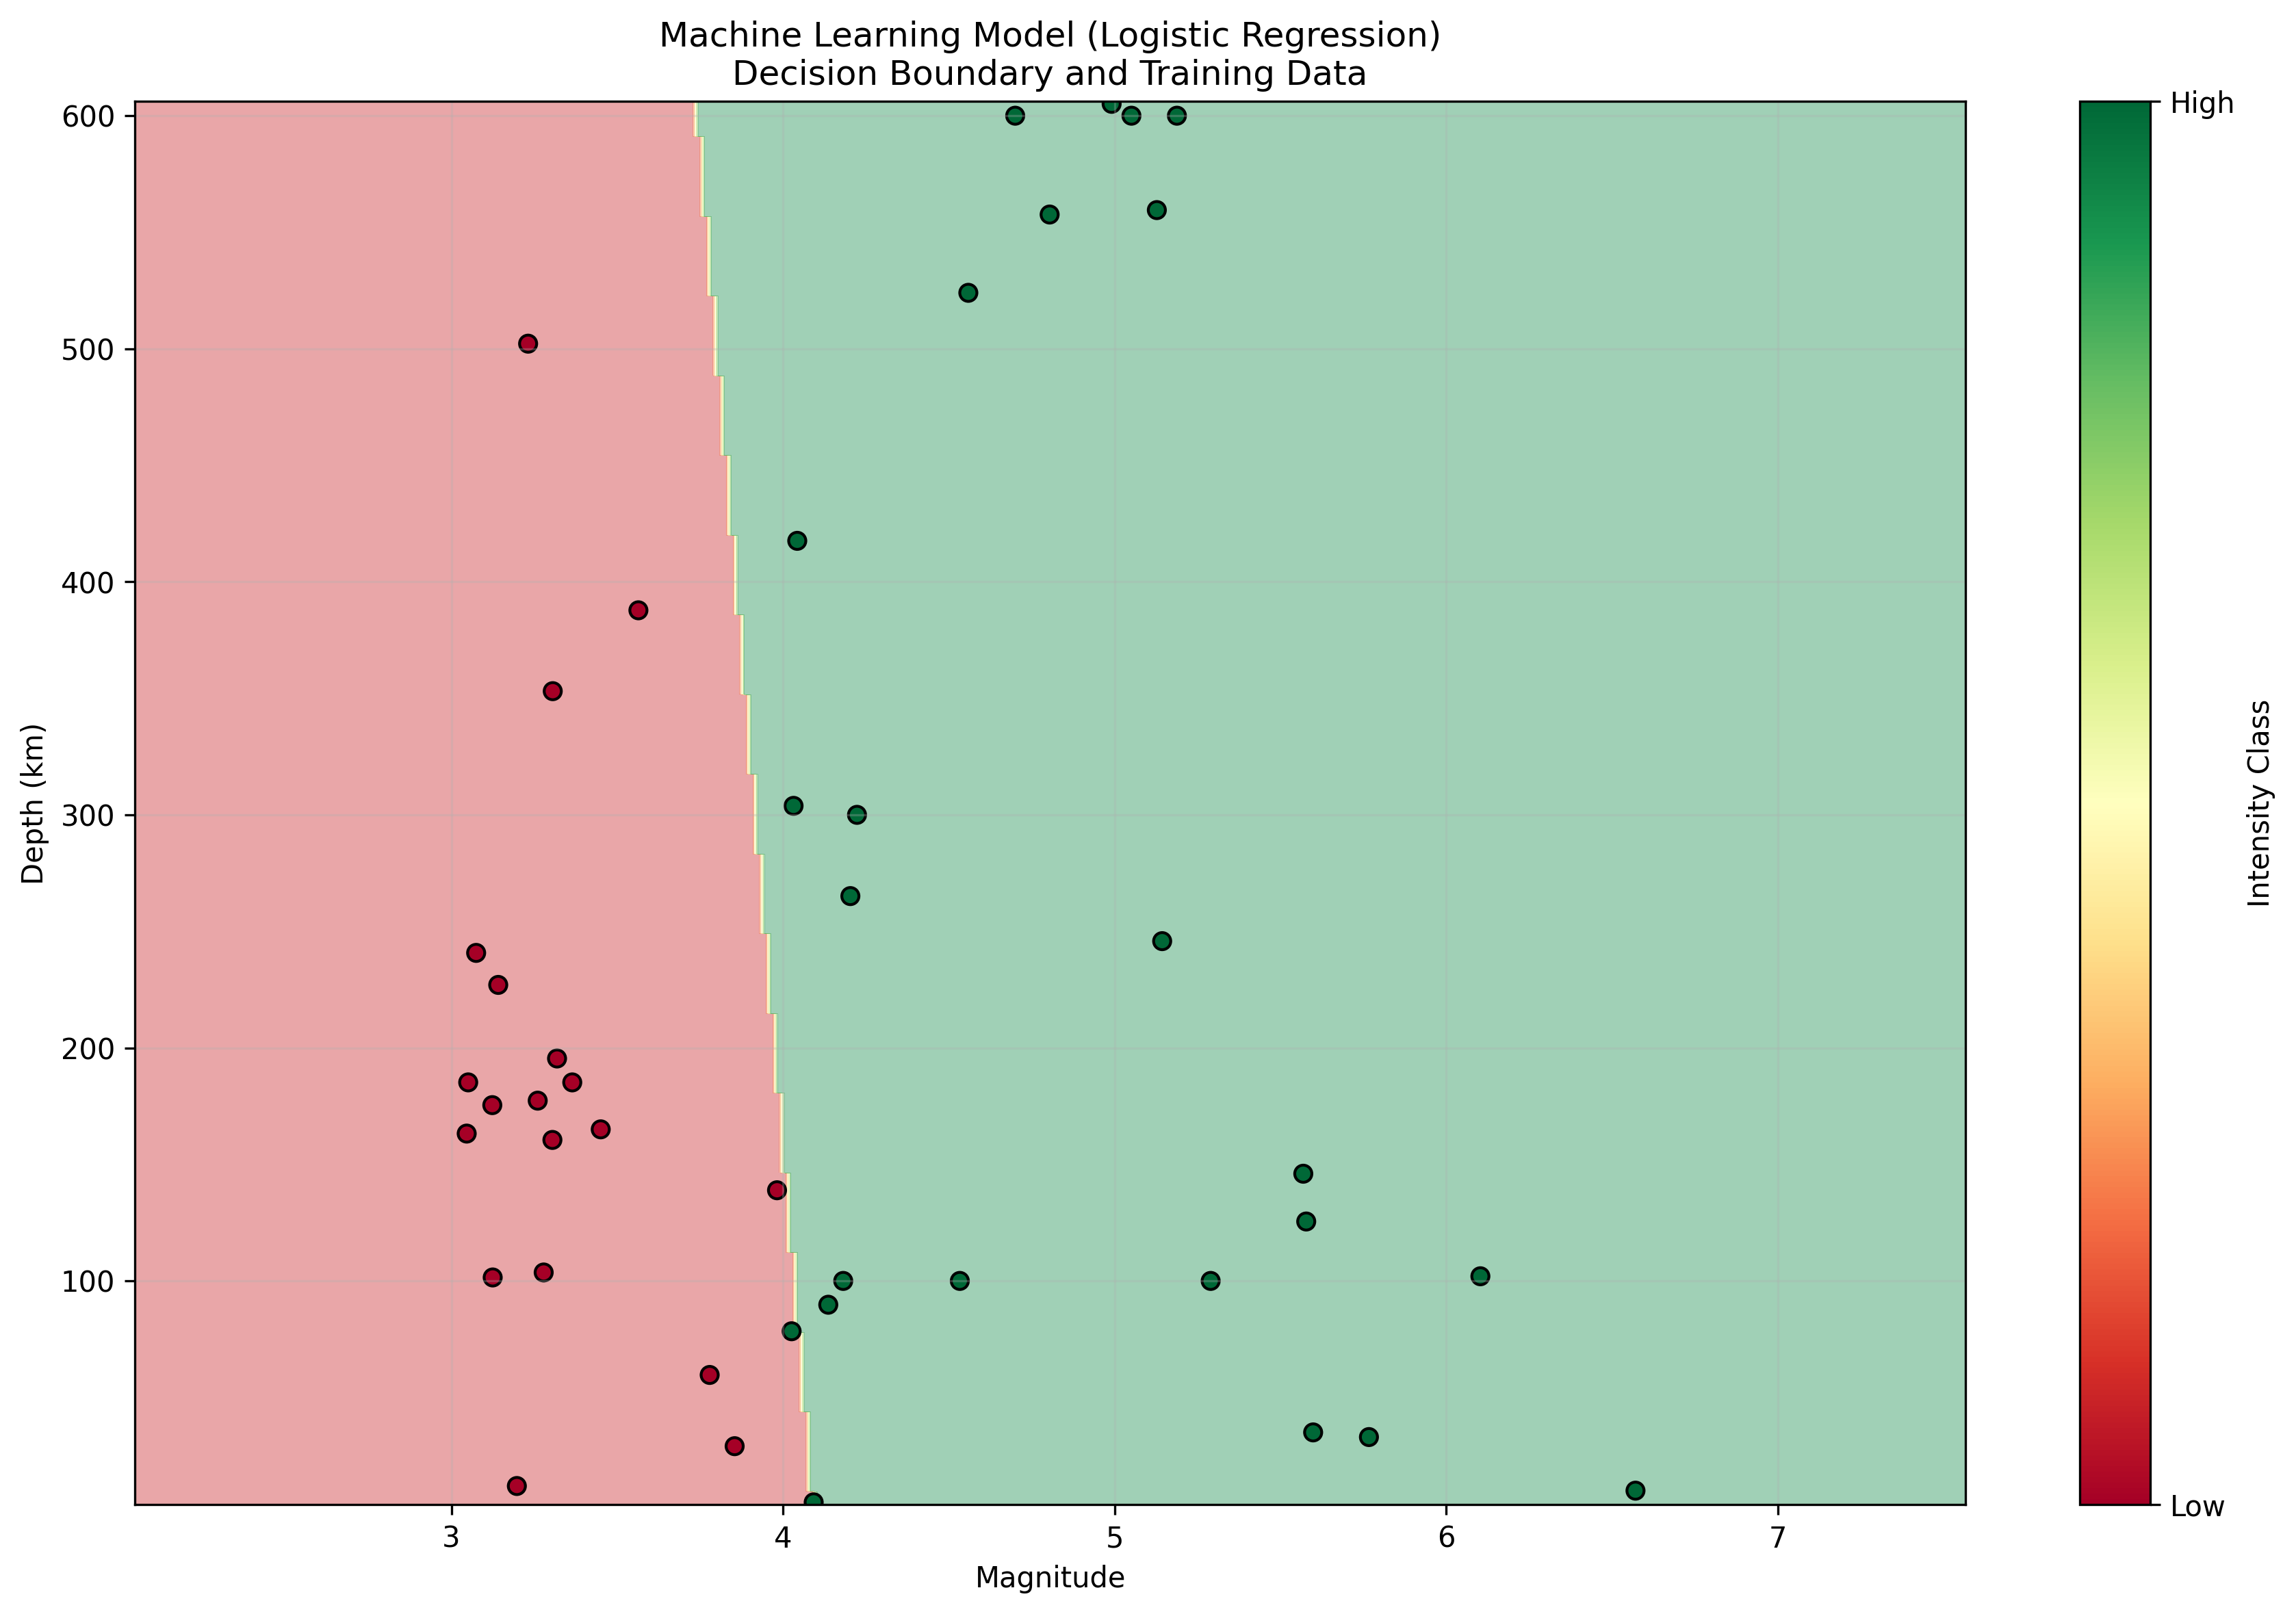 Machine Learning Model (Logistic Regression)
Decision Boundary and Training Data
600
500
400
300
200
100
Depth (km)
3
4
5
6
7
Magnitude
High
Low
Intensity Class